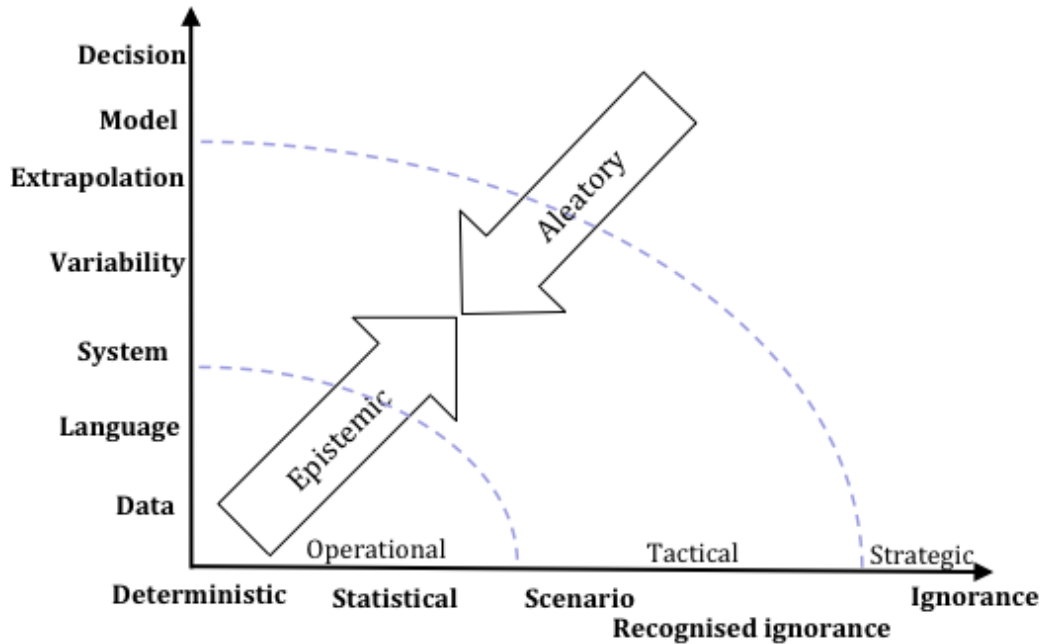 Decision
Model
Extrapolation
Variability
System
Language
Data
Aleatory
Epistemic
Operational
Tactical
Strategic
Deterministic
Statistical
Scenario
Recognised ignorance
Ignorance